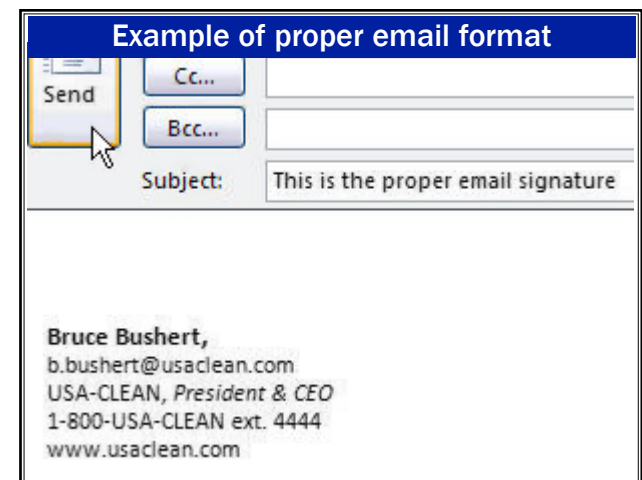 Example of proper email format
Cc...
Send
Bcc...
Subject: This is the proper email signature
Bruce Bushert,
b.bushert@usaclean.com
USA-CLEAN, President & CEO
1-800-USA-CLEAN ext. 4444
www.usaclean.com